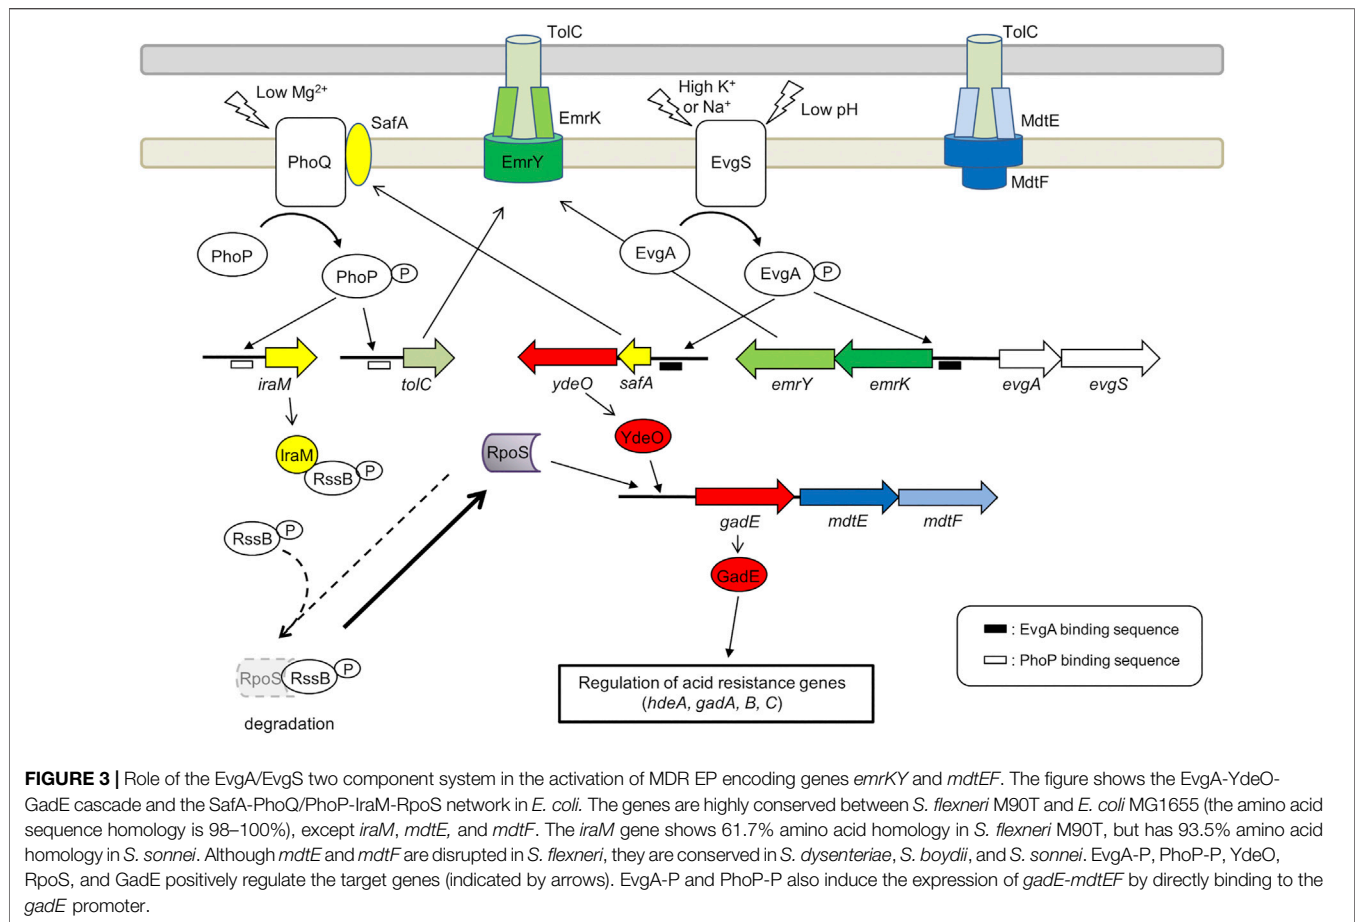 TolC
TolC
Low Mg²⁺
High K⁺
or Na⁺
Low pH
SafA
EmrK
MdtE
PhoQ
EmrY
EvgS
MdtF
PhoP
EvgA
PhoP
P
EvgA
P
iraM
tolC
ydeO
safA
emrY
emrK
evgA
evgS
YdeO
IraM
RssB
P
RpoS
gadE
mdtE
mdtF
RssB
P
GadE
RpoS
RssB
P
degradation
Regulation of acid resistance genes
(hdeA, gadA, B, C)
: EvgA binding sequence
: PhoP binding sequence
FIGURE 3 | Role of the EvgA/EvgS two component system in the activation of MDR EP encoding genes emrKY and mdtEF. The figure shows the EvgA-YdeO-
GadE cascade and the SafA-PhoQ/PhoP-IraM-RpoS network in E. coli. The genes are highly conserved between S. flexneri M90T and E. coli MG1655 (the amino acid
sequence homology is 98–100%), except iraM, mdtE, and mdtF. The iraM gene shows 61.7% amino acid homology in S. flexneri M90T, but has 93.5% amino acid
homology in S. sonnei. Although mdtE and mdtF are disrupted in S. flexneri, they are conserved in S. dysenteriae, S. boydii, and S. sonnei. EvgA-P, PhoP-P, YdeO,
RpoS, and GadE positively regulate the target genes (indicated by arrows). EvgA-P and PhoP-P also induce the expression of gadE-mdtEF by directly binding to the
gadE promoter.